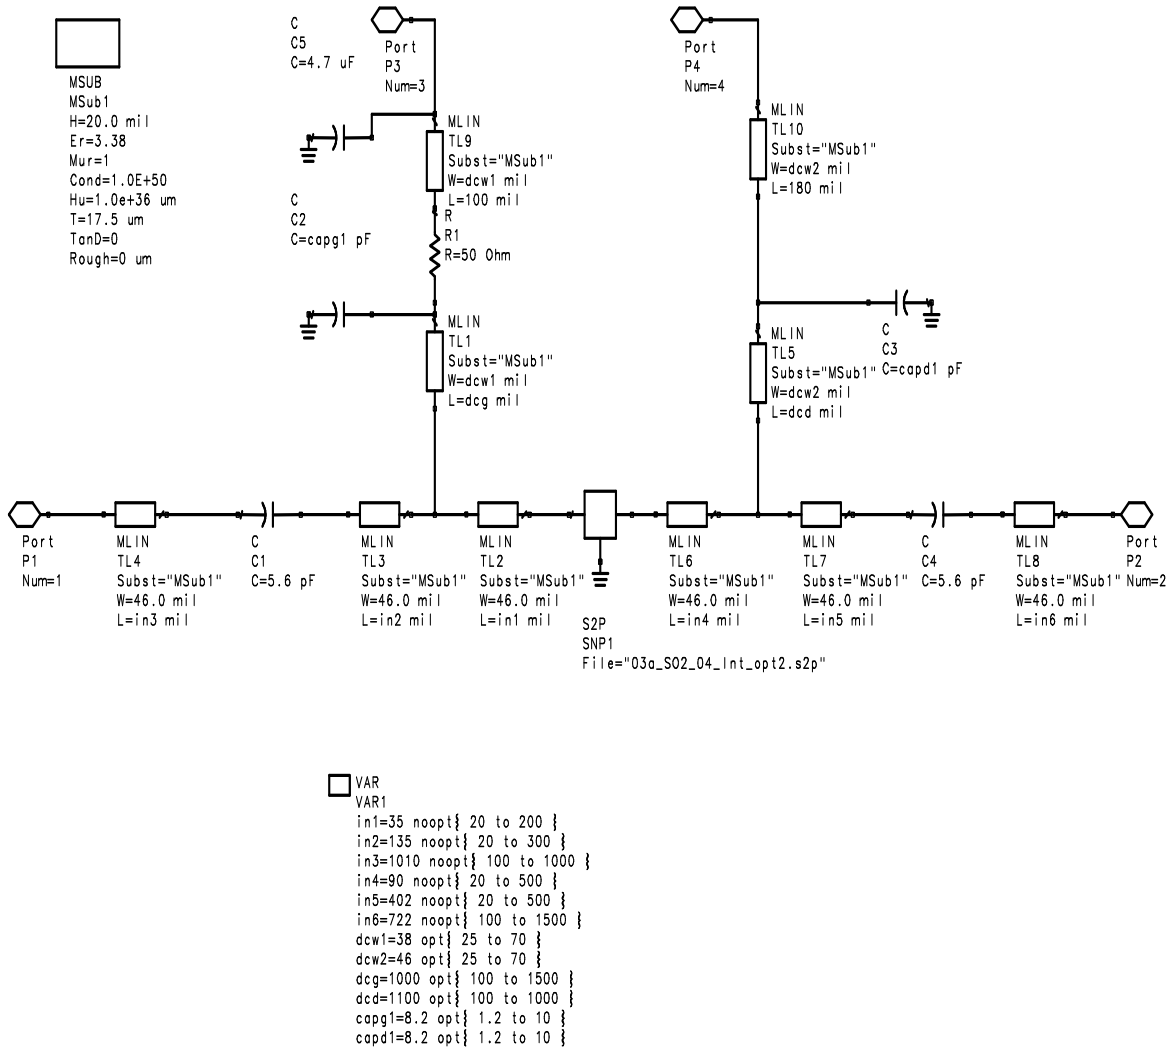 MSUB
MSub1
H=20.0 mil
Er=3.38
Mur=1
Cond=1.0E+50
Hu=1.0e+36 um
T=17.5 um
TanD=0
Rough=0 um
C
C5
C=4.7 uF
Port
P3
Num=3
MLIN
TL9
Subst="MSub1"
W=dcw1 mil
L=100 mil
C
C2
C=capg1 pF
R
R1
R=50 Ohm
MLIN
TL1
Subst="MSub1"
W=dcw1 mil
L=dcg mil
Port
P4
Num=4
MLIN
TL10
Subst="MSub1"
W=dcw2 mil
L=180 mil
MLIN
TL5
Subst="MSub1"
W=dcw2 mil
L=dcd mil
C
C3
C=capd1 pF
Port
P1
Num=1
MLIN
TL4
Subst="MSub1"
W=46.0 mil
L=in3 mil
C
C1
C=5.6 pF
MLIN
TL3
Subst="MSub1"
W=46.0 mil
L=in2 mil
MLIN
TL2
Subst="MSub1"
W=46.0 mil
L=in1 mil
S2P
SNP1
File="03a_S02_04_Int_opt2.s2p"
MLIN
TL6
Subst="MSub1"
W=46.0 mil
L=in4 mil
MLIN
TL7
Subst="MSub1"
W=46.0 mil
L=in5 mil
C
C4
C=5.6 pF
MLIN
TL8
Subst="MSub1"
W=46.0 mil
L=in6 mil
Port
P2
Num=2
VAR
VAR1
in1=35 noopt{ 20 to 200 }
in2=135 noopt{ 20 to 300 }
in3=1010 noopt{ 100 to 1000 }
in4=90 noopt{ 20 to 500 }
in5=402 noopt{ 20 to 500 }
in6=722 noopt{ 100 to 1500 }
dcw1=38 opt{ 25 to 70 }
dcw2=46 opt{ 25 to 70 }
dcg=1000 opt{ 100 to 1500 }
dcd=1100 opt{ 100 to 1000 }
capg1=8.2 opt{ 1.2 to 10 }
capd1=8.2 opt{ 1.2 to 10 }